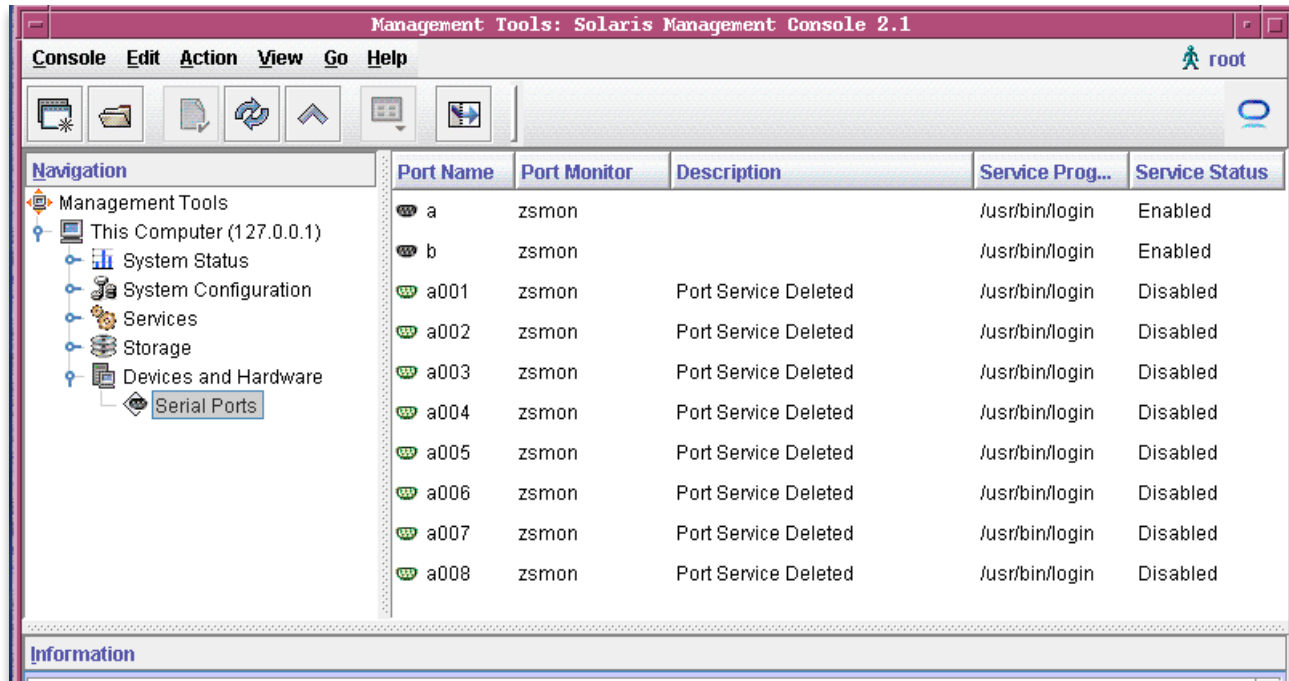 Management Tools: Solaris Management Console 2.1
Console Edit Action View Go Help root
Navigation
Management Tools
This Computer (127.0.0.1)
System Status
System Configuration
Services
Storage
Devices and Hardware
Serial Ports
Port Name Port Monitor Description Service Prog... Service Status
a zsmon /usr/bin/login Enabled
b zsmon /usr/bin/login Enabled
a001 zsmon Port Service Deleted /usr/bin/login Disabled
a002 zsmon Port Service Deleted /usr/bin/login Disabled
a003 zsmon Port Service Deleted /usr/bin/login Disabled
a004 zsmon Port Service Deleted /usr/bin/login Disabled
a005 zsmon Port Service Deleted /usr/bin/login Disabled
a006 zsmon Port Service Deleted /usr/bin/login Disabled
a007 zsmon Port Service Deleted /usr/bin/login Disabled
a008 zsmon Port Service Deleted /usr/bin/login Disabled
Information